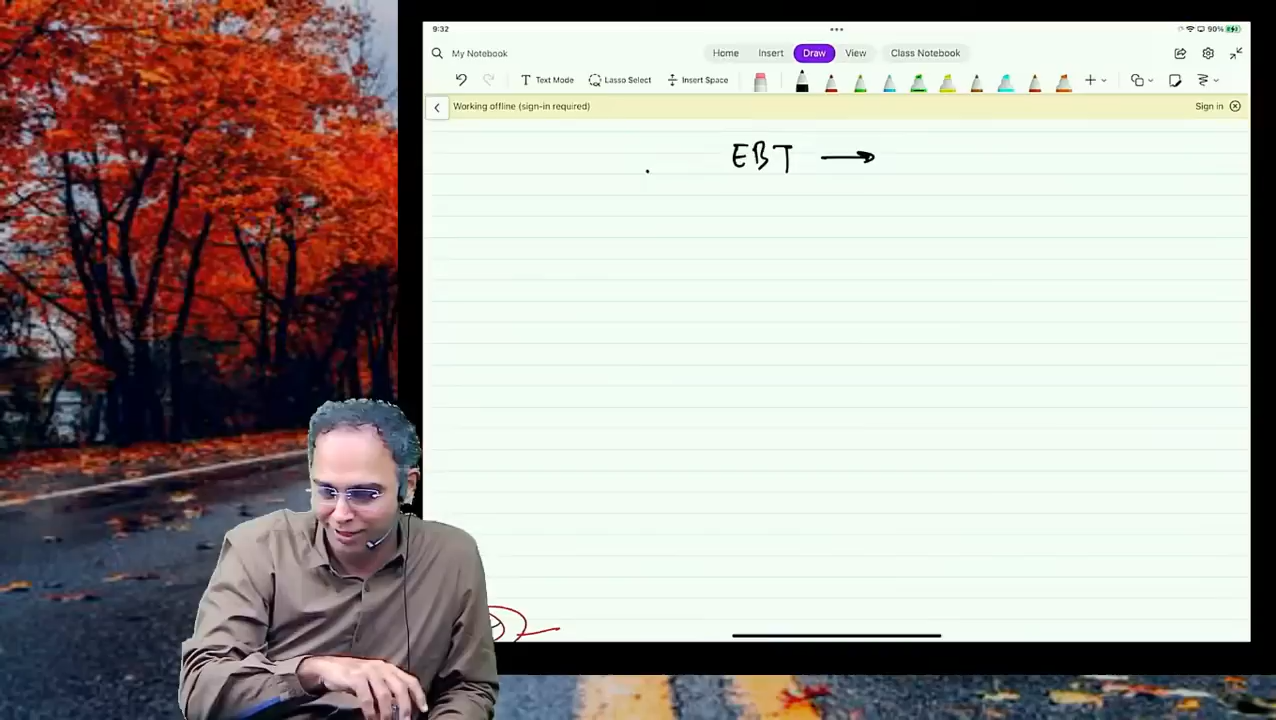 9:32 90%
My Notebook Home Insert Draw View Class Notebook
Text Mode Lasso Select Insert Space
Working offline (sign-in required) Sign in
EBT →